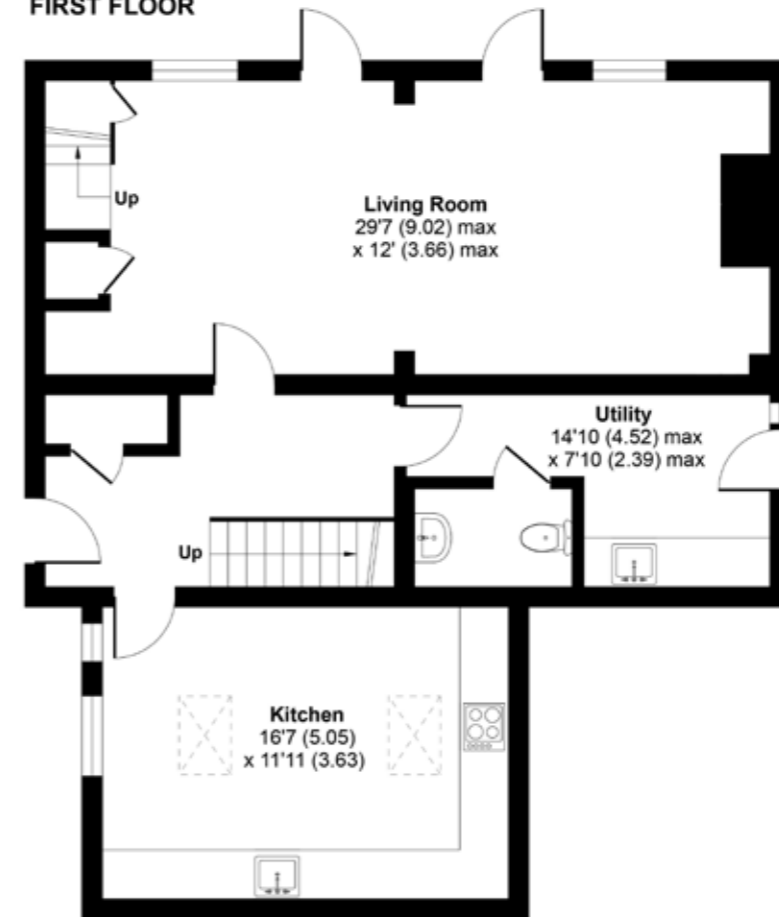 FIRST FLOOR
Up
Living Room
29'7 (9.02) max
x 12' (3.66) max
Utility
14'10 (4.52) max
x 7'10 (2.39) max
Up
Kitchen
16'7 (5.05)
x 11'11 (3.63)